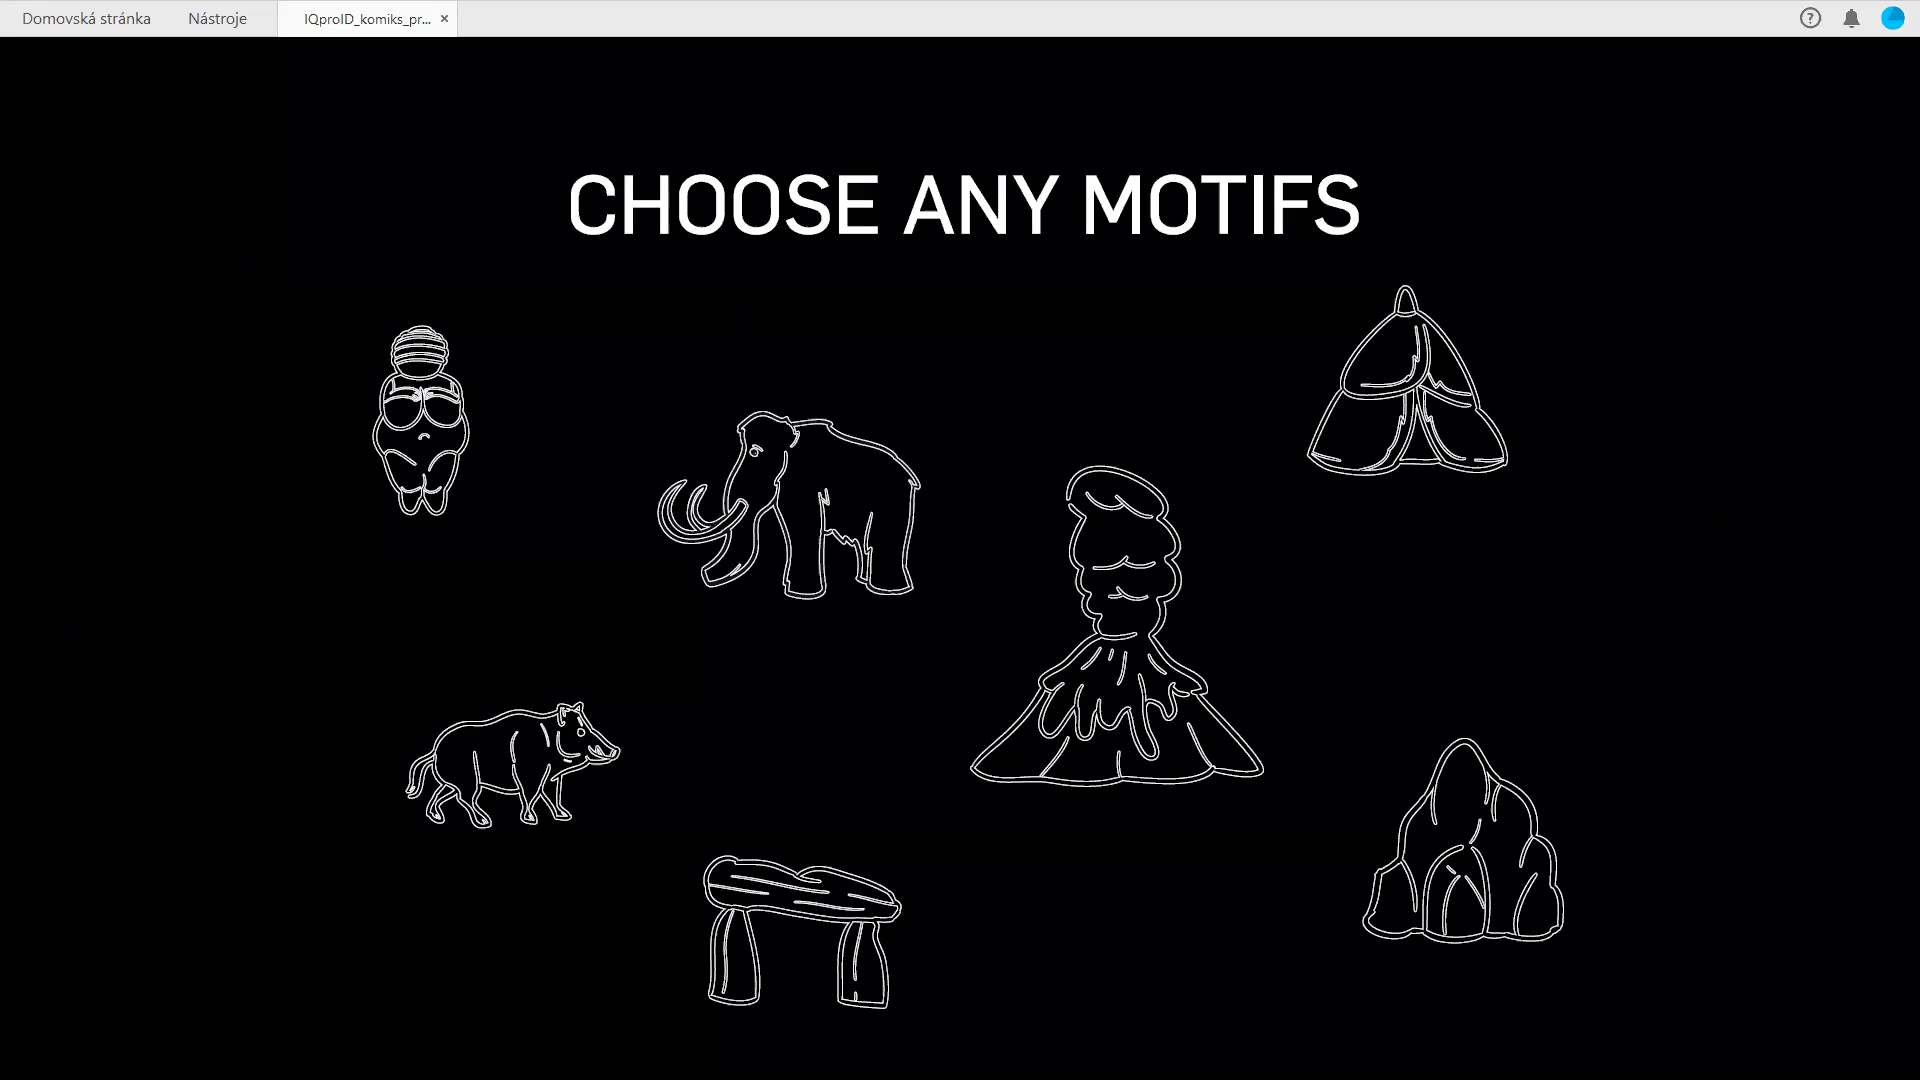 Domovská stránka
Nástroje
IQproID_komiks_pr...
CHOOSE ANY MOTIFS